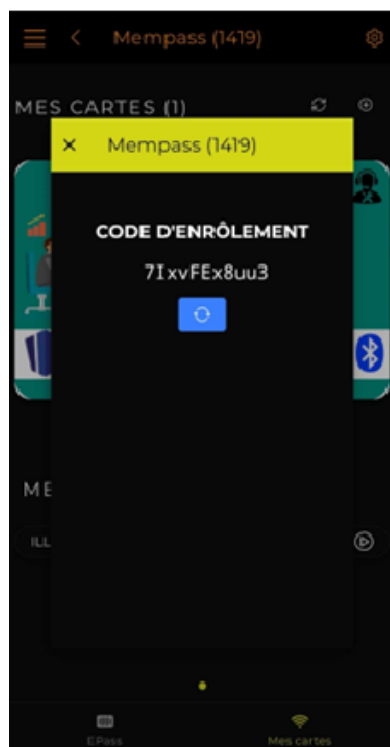 Mempass (1419)
MES CARTES (1)
Mempass (1419)
CODE D'ENRÔLEMENT
7IxvFEx8uu3
ME
ILL
EPass
Mes cartes